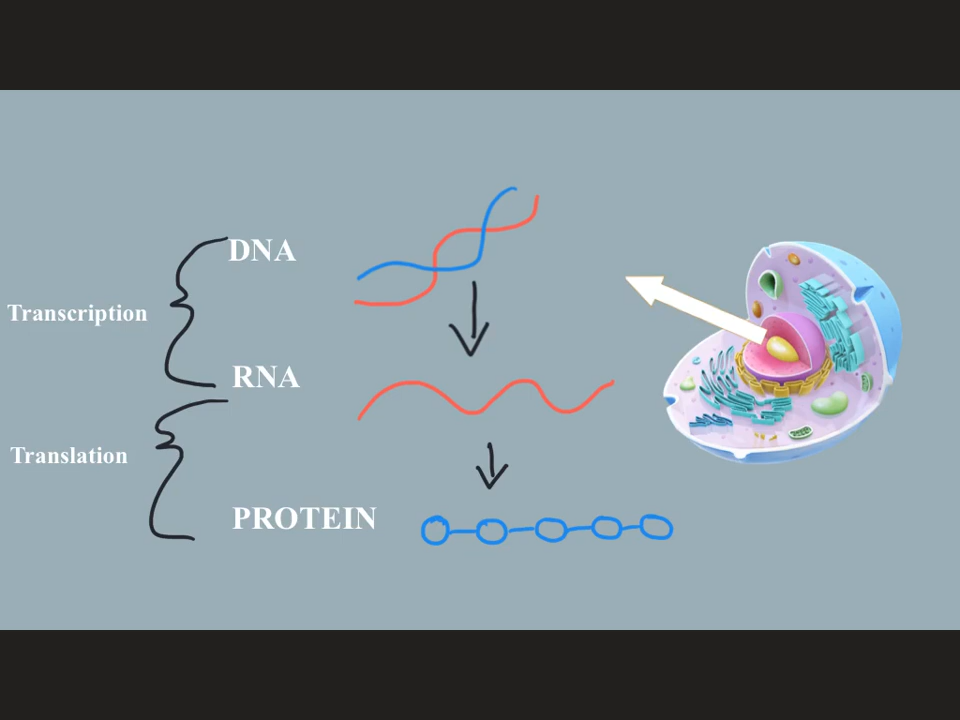 DNA
Transcription
RNA
Translation
PROTEIN